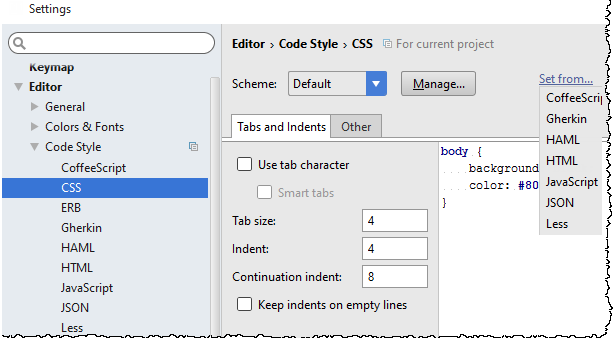 Settings
Keymap
Editor
General
Colors & Fonts
Code Style
CoffeeScript
CSS
ERB
Gherkin
HAML
HTML
JavaScript
JSON
Less
Editor › Code Style › CSS For current project
Scheme: Default Manage... Set from...
CoffeeScrip
Gherkin
HAML
HTML
JavaScript
JSON
Less
Tabs and Indents Other
Use tab character
Smart tabs
Tab size: 4
Indent: 4
Continuation indent: 8
Keep indents on empty lines
body {
background
color: #80
}